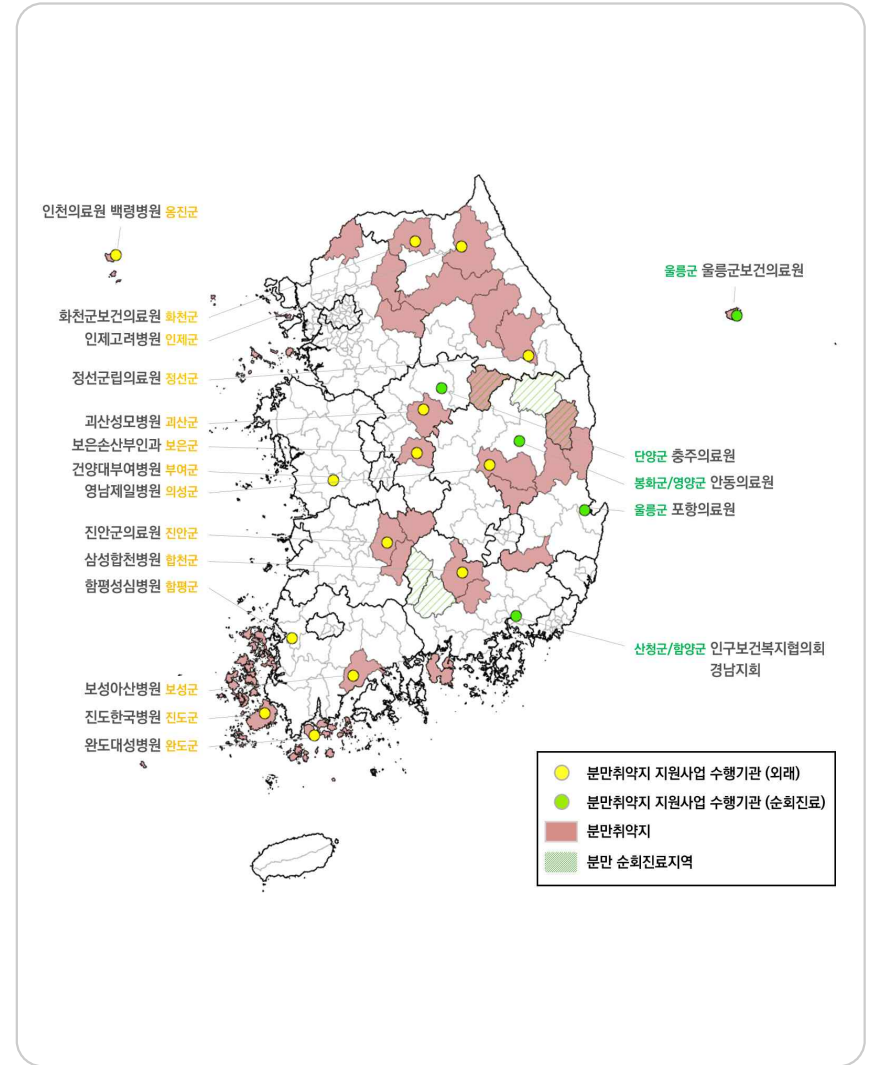 인천의료원 백령병원 옹진군
울릉군 울릉군보건의료원
화천군보건의료원 화천군
인제고려병원 인제군
정선군립의료원 정선군
괴산성모병원 괴산군
보은손산부인과 보은군
건양대부여병원 부여군
영남제일병원 의성군
단양군 충주의료원
봉화군/영양군 안동의료원
울릉군 포항의료원
진안군의료원 진안군
삼성합천병원 합천군
함평성심병원 함평군
산청군/함양군 인구보건복지협의회
경남지회
보성아산병원 보성군
진도한국병원 진도군
완도대성병원 완도군
분만취약지 지원사업 수행기관 (외래)
분만취약지 지원사업 수행기관 (순회진료)
분만취약지
분만 순회진료지역